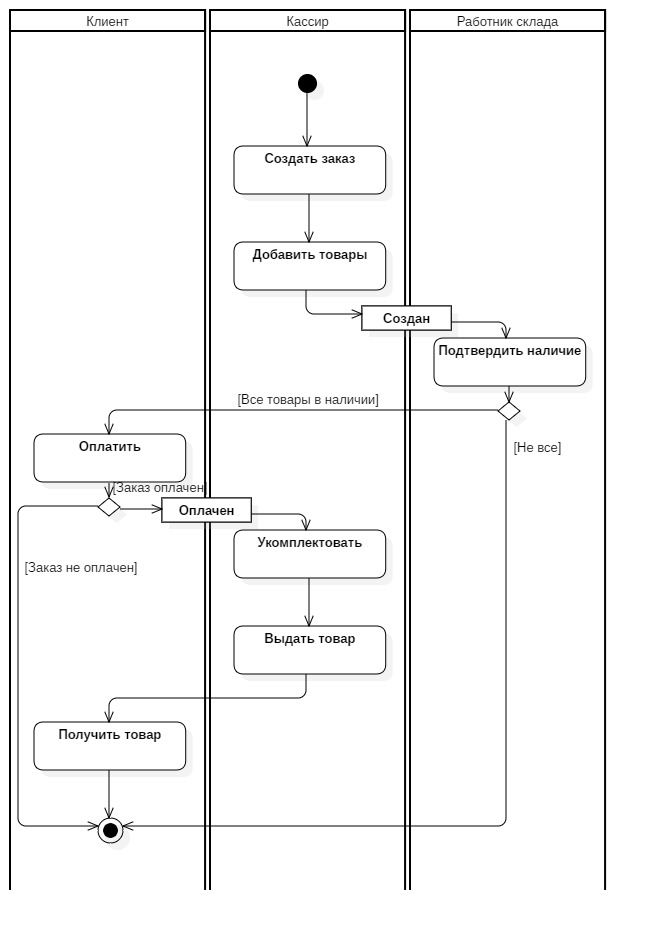 Клиент
Кассир
Работник склада
Создать заказ
Добавить товары
Создан
Подтвердить наличие
[Все товары в наличии]
Оплатить
[Не все]
[Заказ оплачен]
Оплачен
Укомплектовать
[Заказ не оплачен]
Выдать товар
Получить товар